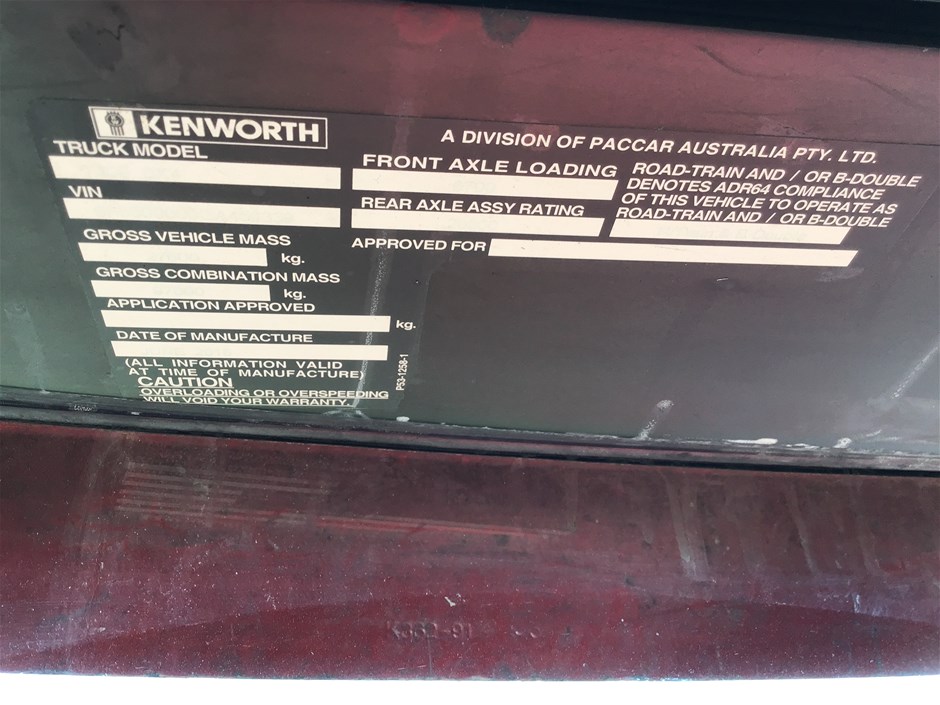 KENWORTH
A DIVISION OF PACCAR AUSTRALIA PTY. LTD.
TRUCK MODEL
VIN
GROSS VEHICLE MASS
kg.
GROSS COMBINATION MASS
kg.
APPLICATION APPROVED
kg.
DATE OF MANUFACTURE
(ALL INFORMATION VALID
AT TIME OF MANUFACTURE)
CAUTION
OVERLOADING OR OVERSPEEDING
WILL VOID YOUR WARRANTY.
P53-1258-1
FRONT AXLE LOADING
REAR AXLE ASSY RATING
APPROVED FOR
ROAD-TRAIN AND / OR B-DOUBLE
DENOTES ADR64 COMPLIANCE
OF THIS VEHICLE TO OPERATE AS
ROAD-TRAIN AND / OR B-DOUBLE